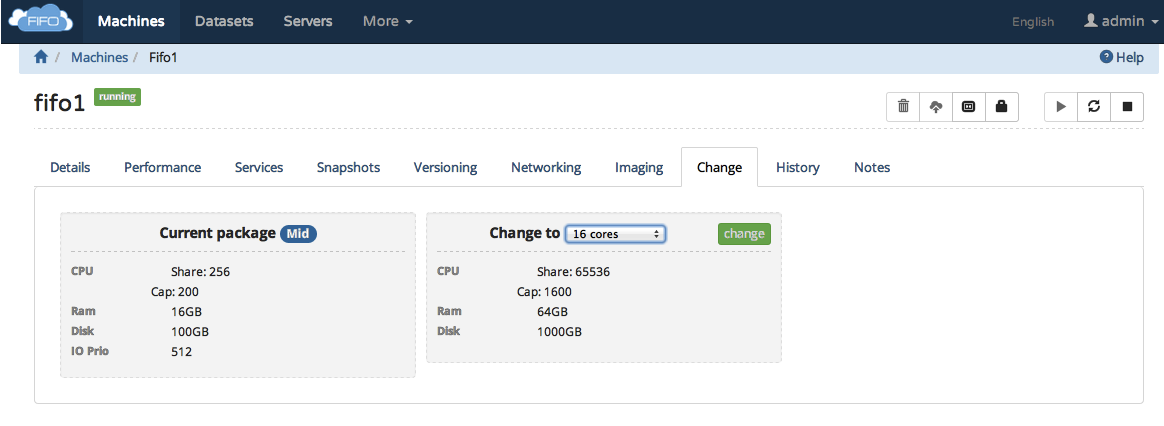 FIFO Machines Datasets Servers More English admin
/ Machines / Fifo1 Help
fifo1 running
Details Performance Services Snapshots Versioning Networking Imaging Change History Notes
Current package Mid
CPU Share: 256
Cap: 200
Ram 16GB
Disk 100GB
IO Prio 512
Change to 16 cores change
CPU Share: 65536
Cap: 1600
Ram 64GB
Disk 1000GB